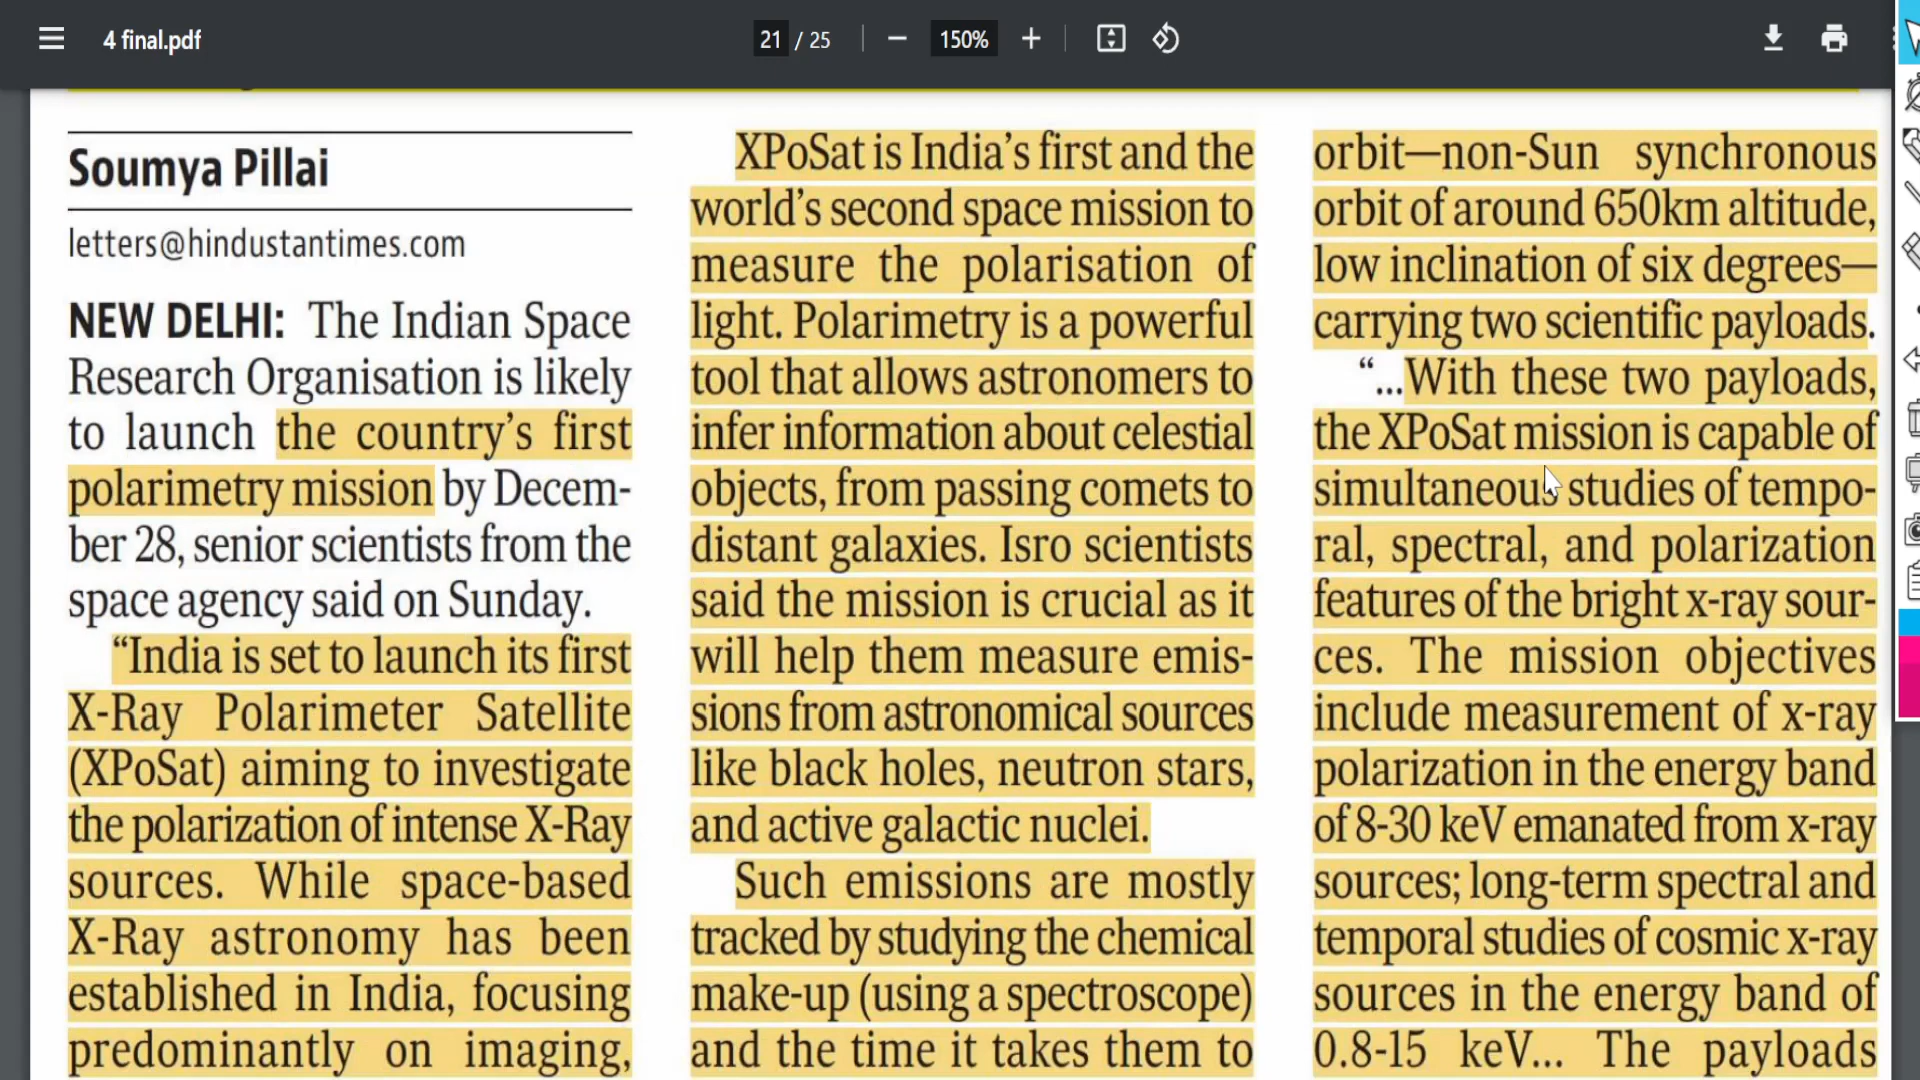 4 final.pdf
21 / 25
150%
Soumya Pillai
letters@hindustantimes.com
NEW DELHI: The Indian Space
Research Organisation is likely
to launch the country's first
polarimetry mission by Decem-
ber 28, senior scientists from the
space agency said on Sunday.
"India is set to launch its first
X-Ray Polarimeter Satellite
(XPoSat) aiming to investigate
the polarization of intense X-Ray
sources. While space-based
X-Ray astronomy has been
established in India, focusing
predominantly on imaging,
XPoSat is India's first and the
world's second space mission to
measure the polarisation of
light. Polarimetry is a powerful
tool that allows astronomers to
infer information about celestial
objects, from passing comets to
distant galaxies. Isro scientists
said the mission is crucial as it
will help them measure emis-
sions from astronomical sources
like black holes, neutron stars,
and active galactic nuclei.
Such emissions are mostly
tracked by studying the chemical
make-up (using a spectroscope)
and the time it takes them to
orbit—non-Sun synchronous
orbit of around 650km altitude,
low inclination of six degrees—
carrying two scientific payloads.
"...With these two payloads,
the XPoSat mission is capable of
simultaneous studies of tempo-
ral, spectral, and polarization
features of the bright x-ray sour-
ces. The mission objectives
include measurement of x-ray
polarization in the energy band
of 8-30 keV emanated from x-ray
sources; long-term spectral and
temporal studies of cosmic x-ray
sources in the energy band of
0.8-15 keV... The payloads